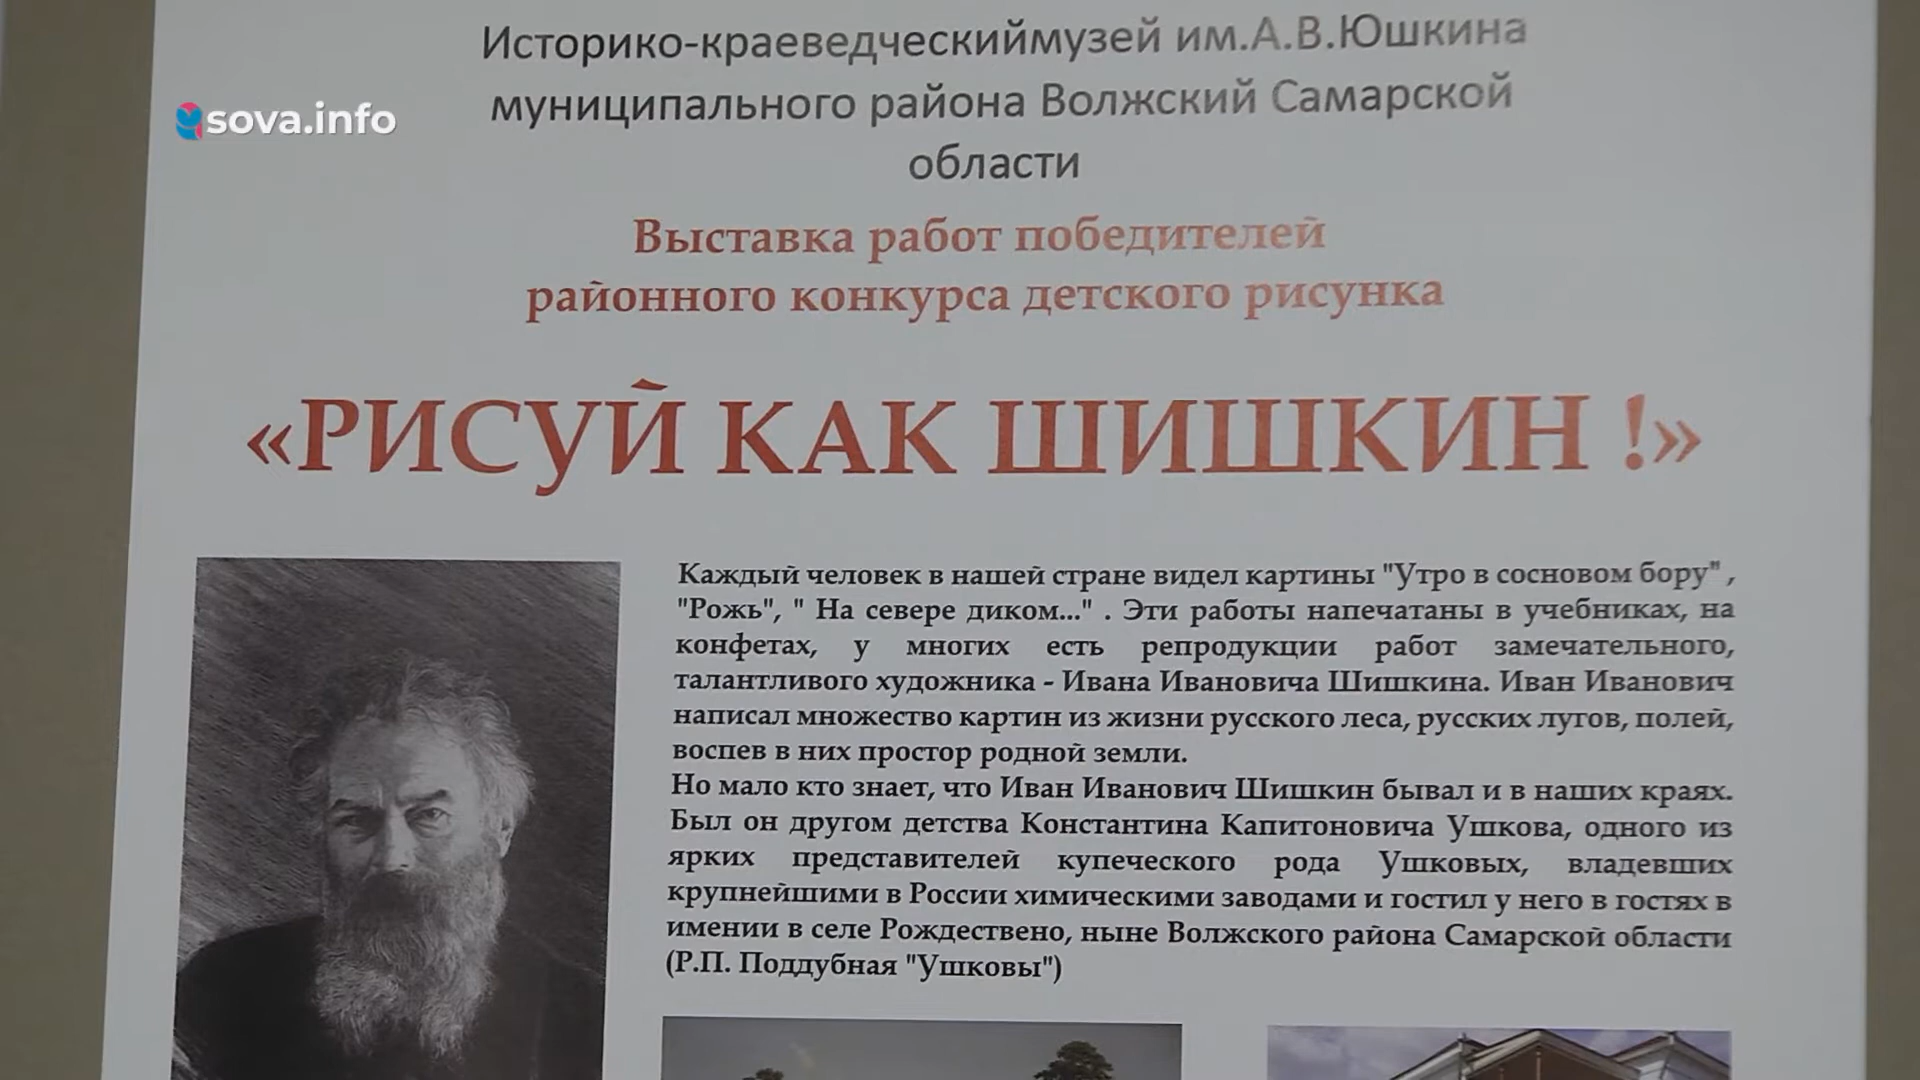 Историко-краеведческиймузей им.А.В.Юшкина
муниципального района Волжский Самарской
области
sova.info
Выставка работ победителей
районного конкурса детского рисунка
«РИСУЙ КАК ШИШКИН !»
Каждый человек в нашей стране видел картины "Утро в сосновом бору" ,
"Рожь", " На севере диком..." . Эти работы напечатаны в учебниках, на
конфетах, у многих есть репродукции работ замечательного,
талантливого художника - Ивана Ивановича Шишкина. Иван Иванович
написал множество картин из жизни русского леса, русских лугов, полей,
воспев в них простор родной земли.
Но мало кто знает, что Иван Иванович Шишкин бывал и в наших краях.
Был он другом детства Константина Капитоновича Ушкова, одного из
ярких представителей купеческого рода Ушковых, владевших
крупнейшими в России химическими заводами и гостил у него в гостях в
имении в селе Рождествено, ныне Волжского района Самарской области
(Р.П. Поддубная "Ушковы")